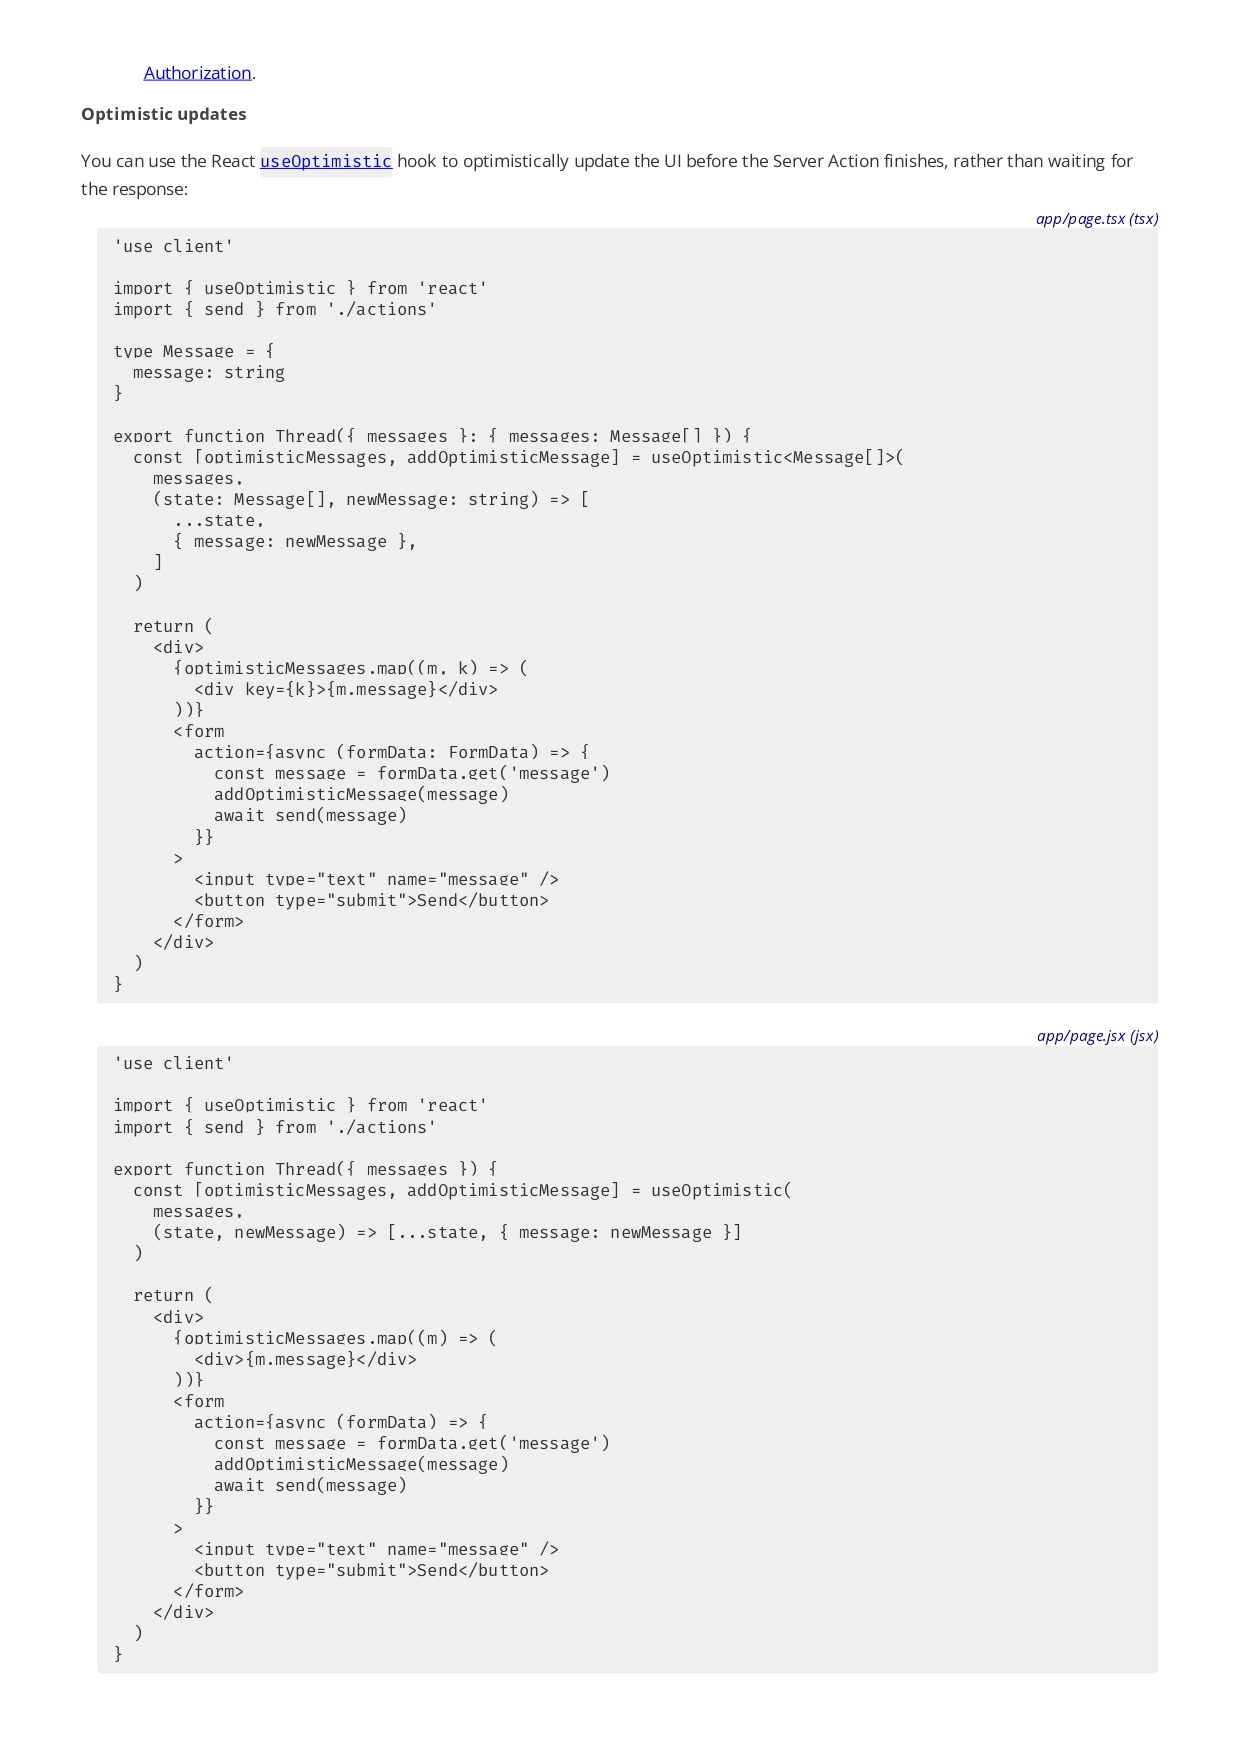 Authorization.
Optimistic updates
You can use the React useOptimistic hook to optimistically update the UI before the Server Action finishes, rather than waiting for
the response:
app/page.tsx (tsx)
'use client'

import { useOptimistic } from 'react'
import { send } from './actions'

type Message = {
  message: string
}

export function Thread({ messages }: { messages: Message[] }) {
  const [optimisticMessages, addOptimisticMessage] = useOptimistic<Message[]>(
    messages,
    (state: Message[], newMessage: string) => [
      ...state,
      { message: newMessage },
    ]
  )

  return (
    <div>
      {optimisticMessages.map((m, k) => (
        <div key={k}>{m.message}</div>
      ))}
      <form
        action={async (formData: FormData) => {
          const message = formData.get('message')
          addOptimisticMessage(message)
          await send(message)
        }}
      >
        <input type="text" name="message" />
        <button type="submit">Send</button>
      </form>
    </div>
  )
}
app/page.jsx (jsx)
'use client'

import { useOptimistic } from 'react'
import { send } from './actions'

export function Thread({ messages }) {
  const [optimisticMessages, addOptimisticMessage] = useOptimistic(
    messages,
    (state, newMessage) => [...state, { message: newMessage }]
  )

  return (
    <div>
      {optimisticMessages.map((m) => (
        <div>{m.message}</div>
      ))}
      <form
        action={async (formData) => {
          const message = formData.get('message')
          addOptimisticMessage(message)
          await send(message)
        }}
      >
        <input type="text" name="message" />
        <button type="submit">Send</button>
      </form>
    </div>
  )
}